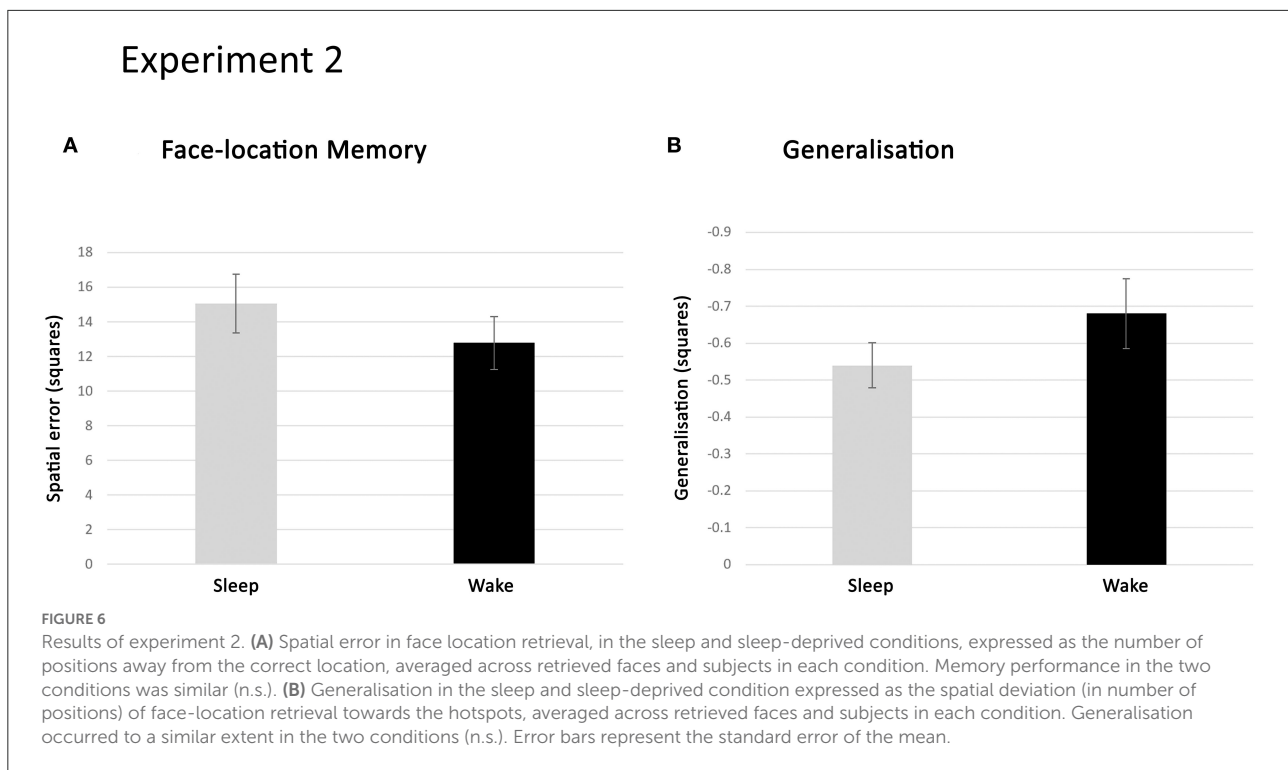 Experiment 2
A Face-location Memory
Spatial error (squares)
18
16
14
12
10
8
6
4
2
0
Sleep Wake
B Generalisation
Generalisation (squares)
-0.9
-0.8
-0.7
-0.6
-0.5
-0.4
-0.3
-0.2
-0.1
0
Sleep Wake
FIGURE 6
Results of experiment 2. (A) Spatial error in face location retrieval, in the sleep and sleep-deprived conditions, expressed as the number of
positions away from the correct location, averaged across retrieved faces and subjects in each condition. Memory performance in the two
conditions was similar (n.s.). (B) Generalisation in the sleep and sleep-deprived condition expressed as the spatial deviation (in number of
positions) of face-location retrieval towards the hotspots, averaged across retrieved faces and subjects in each condition. Generalisation
occurred to a similar extent in the two conditions (n.s.). Error bars represent the standard error of the mean.